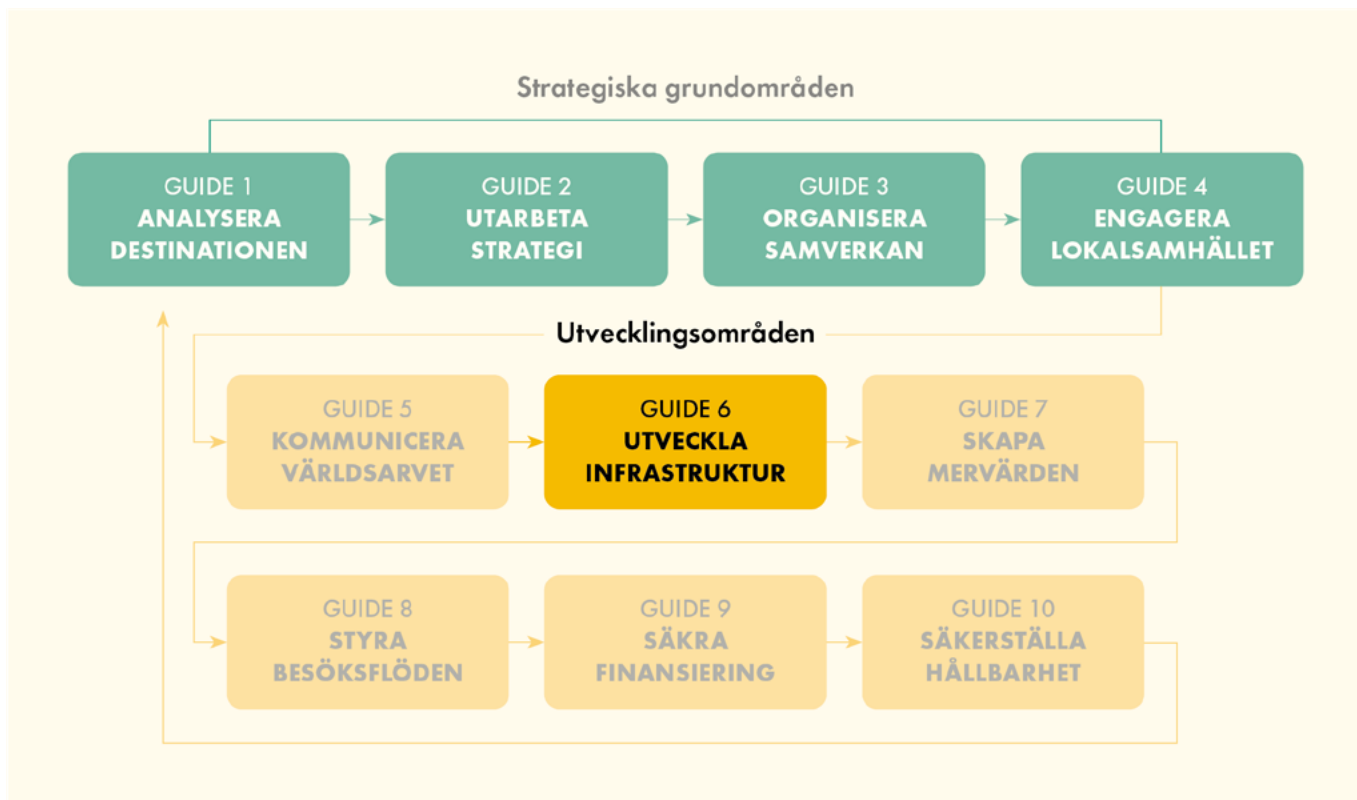 Strategiska grundområden
GUIDE 1
ANALYSERA
DESTINATIONEN
GUIDE 2
UTARBETA
STRATEGI
GUIDE 3
ORGANISERA
SAMVERKAN
GUIDE 4
ENGAGERA
LOKALSAMHÄLLET
Utvecklingsområden
GUIDE 5
KOMMUNICERA
VÄRLDSARVET
GUIDE 6
UTVECKLA
INFRASTRUKTUR
GUIDE 7
SKAPA
MERVÄRDEN
GUIDE 8
STYRA
BESÖKSFLÖDEN
GUIDE 9
SÄKRA
FINANSIERING
GUIDE 10
SÄKERSTÄLLA
HÅLLBARHET